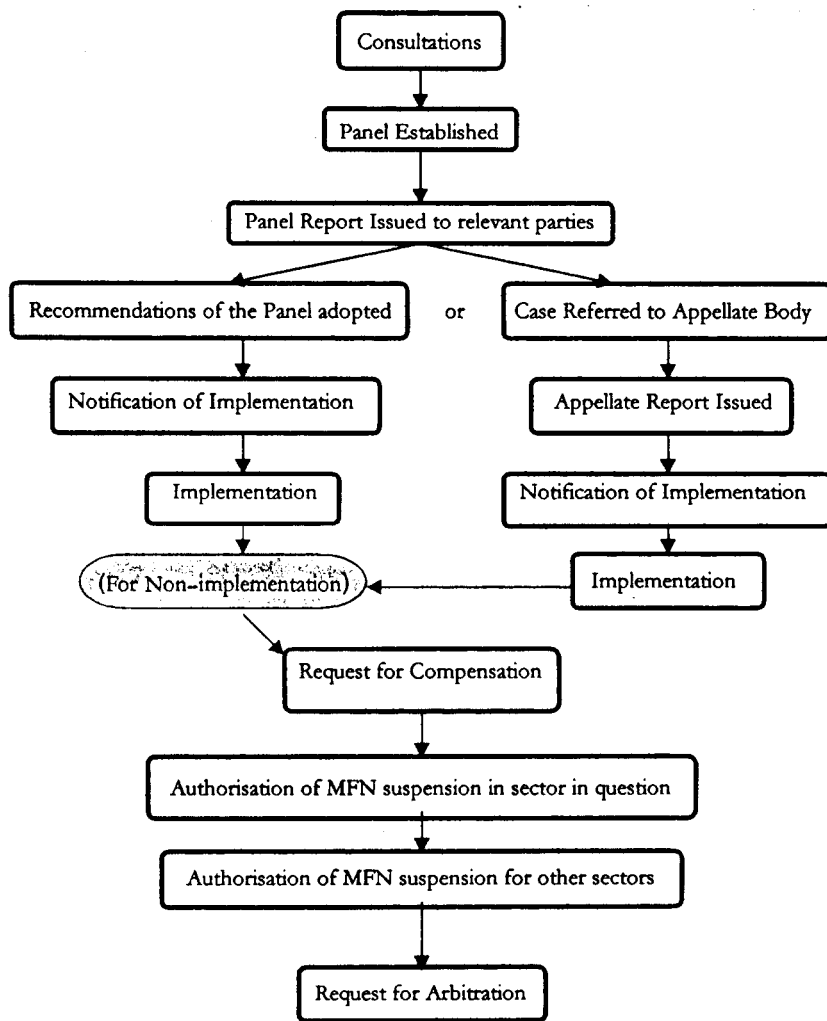 Consultations
Panel Established
Panel Report Issued to relevant parties
Recommendations of the Panel adopted
or
Case Referred to Appellate Body
Notification of Implementation
Appellate Report Issued
Implementation
Notification of Implementation
(For Non-implementation)
Implementation
Request for Compensation
Authorisation of MFN suspension in sector in question
Authorisation of MFN suspension for other sectors
Request for Arbitration